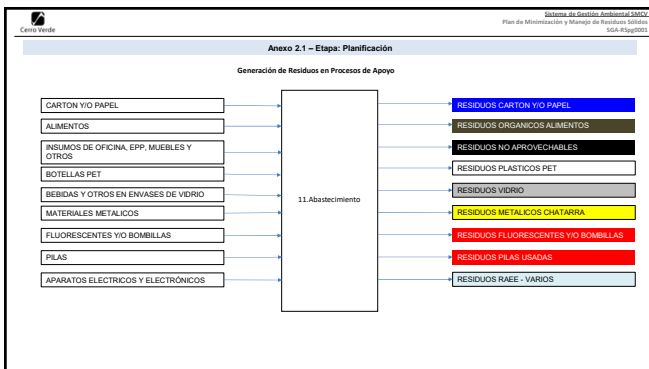 Cerro Verde
Sistema de Gestión Ambiental SMCV
Plan de Minimización y Manejo de Residuos Sólidos
SGA-RSpg0001
Anexo 2.1 – Etapa: Planificación
Generación de Residuos en Procesos de Apoyo
CARTON Y/O PAPEL
ALIMENTOS
INSUMOS DE OFICINA, EPP, MUEBLES Y
OTROS
BOTELLAS PET
BEBIDAS Y OTROS EN ENVASES DE VIDRIO
MATERIALES METALICOS
FLUORESCENTES Y/O BOMBILLAS
PILAS
APARATOS ELECTRICOS Y ELECTRÓNICOS
11.Abastecimiento
RESIDUOS CARTON Y/O PAPEL
RESIDUOS ORGANICOS ALIMENTOS
RESIDUOS NO APROVECHABLES
RESIDUOS PLASTICOS PET
RESIDUOS VIDRIO
RESIDUOS METALICOS CHATARRA
RESIDUOS FLUORESCENTES Y/O BOMBILLAS
RESIDUOS PILAS USADAS
RESIDUOS RAEE - VARIOS